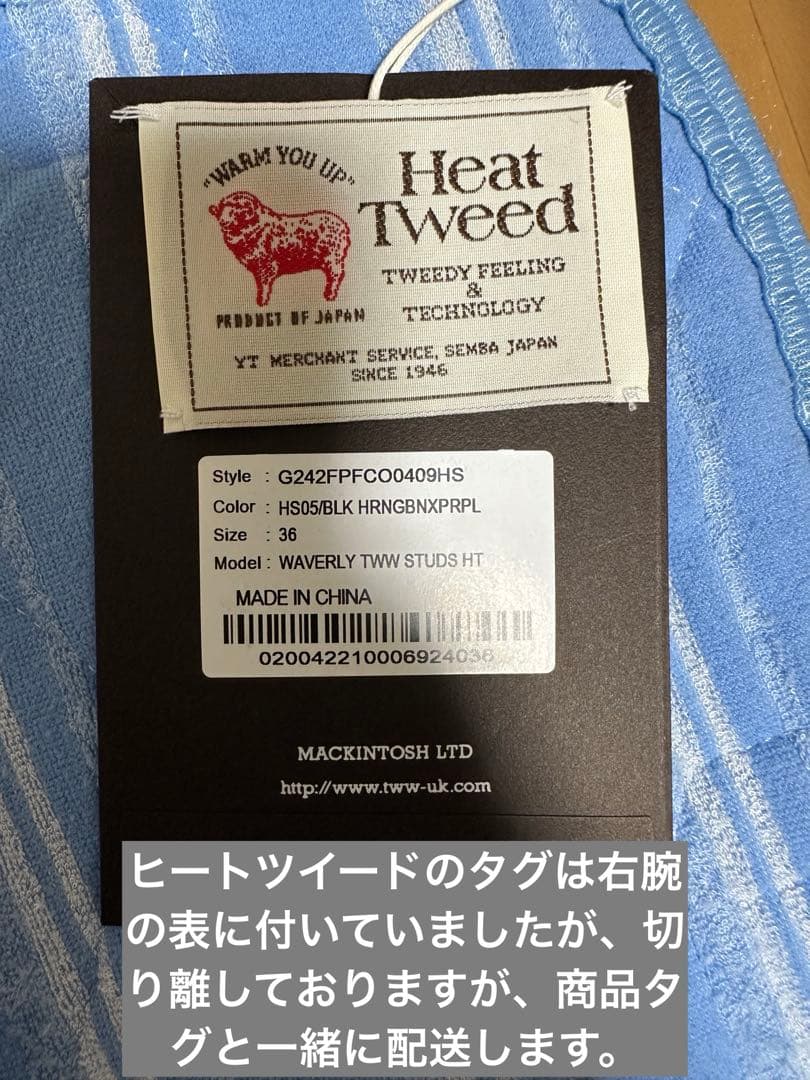 "WARM YOU UP"
Heat
Tweed
TWEEDY FEELING
&
TECHNOLOGY
PRODUCT OF JAPAN
YT MERCHANT SERVICE, SEMBA JAPAN
SINCE 1946
Style : G242FPFCO0409HS
Color : HS05/BLK HRNGBNXPRPL
Size : 36
Model : WAVERLY TWW STUDS HT
MADE IN CHINA
020042210006924036
MACKINTOSH LTD
http://www.tww-uk.com
ヒートツイードのタグは右腕
の表に付いていましたが、切
り離しておりますが、商品タ
グと一緒に配送します。